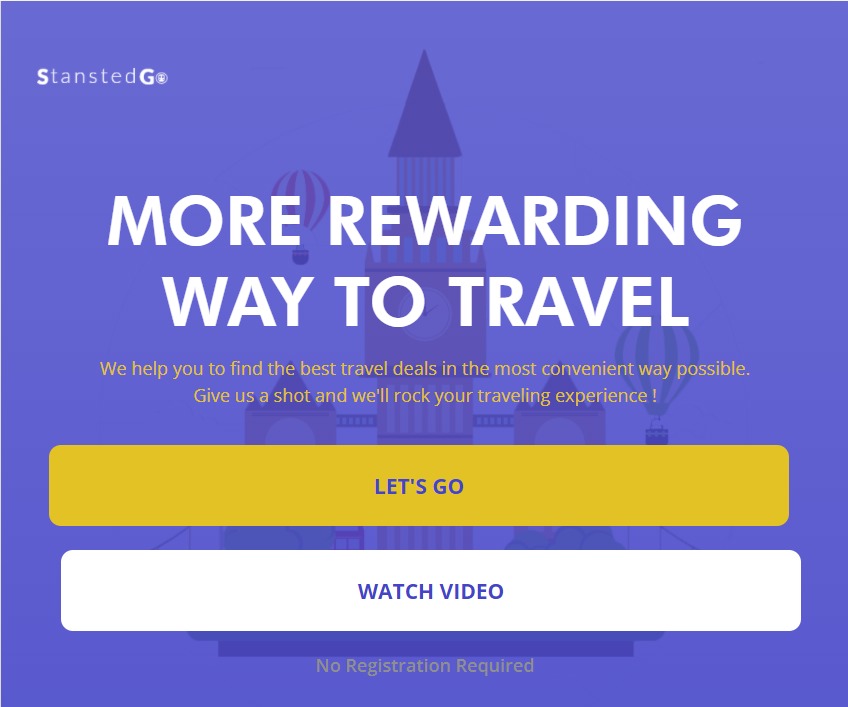 StanstedGo
MORE REWARDING
WAY TO TRAVEL
We help you to find the best travel deals in the most convenient way possible.
Give us a shot and we'll rock your traveling experience !
LET'S GO
WATCH VIDEO
No Registration Required